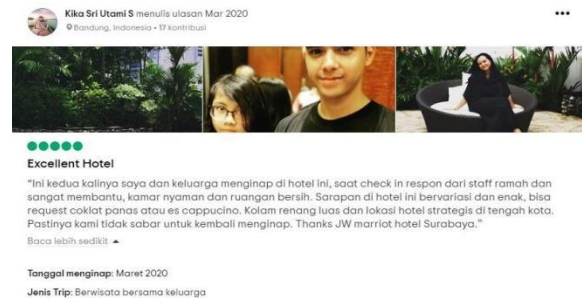 Kika Sri Utami S menulis ulasan Mar 2020
Bandung, Indonesia • 17 kontribusi
Excellent Hotel
"Ini kedua kalinya saya dan keluarga menginap di hotel ini, saat check in respon dari staff ramah dan
sangat membantu, kamar nyaman dan ruangan bersih. Sarapan di hotel ini bervariasi dan enak, bisa
request coklat panas atau es cappucino. Kolam renang luas dan lokasi hotel strategis di tengah kota.
Pastinya kami tidak sabar untuk kembali menginap. Thanks JW marriot hotel Surabaya."
Baca lebih sedikit
Tanggal menginap: Maret 2020
Jenis Trip: Berwisata bersama keluarga